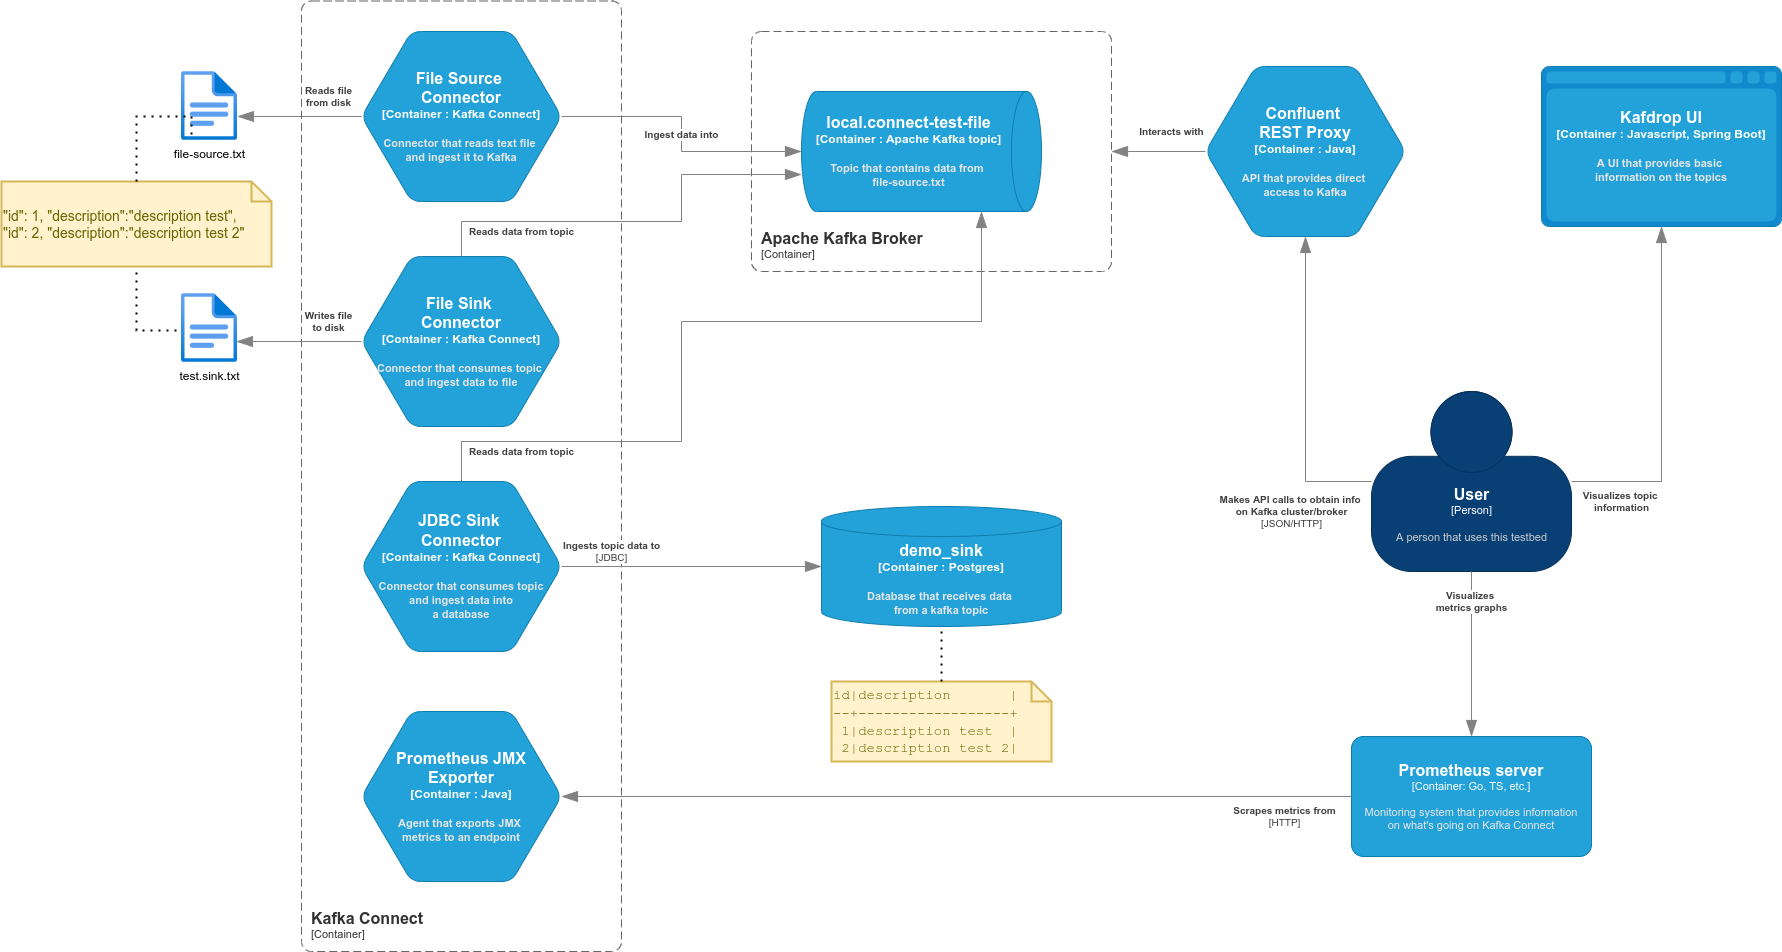 file-source.txt
"id": 1, "description":"description test",
"id": 2, "description":"description test 2"
test.sink.txt
Reads file
from disk
Writes file
to disk
File Source
Connector
[Container : Kafka Connect]
Connector that reads text file
and ingest it to Kafka
Ingest data into
Reads data from topic
File Sink
Connector
[Container : Kafka Connect]
Connector that consumes topic
and ingest data to file
Reads data from topic
JDBC Sink
Connector
[Container : Kafka Connect]
Connector that consumes topic
and ingest data into
a database
Ingests topic data to
[JDBC]
Prometheus JMX
Exporter
[Container : Java]
Agent that exports JMX
metrics to an endpoint
Kafka Connect
[Container]
local.connect-test-file
[Container : Apache Kafka topic]
Topic that contains data from
file-source.txt
Apache Kafka Broker
[Container]
demo_sink
[Container : Postgres]
Database that receives data
from a kafka topic
id|description       |
--+------------------+
 1|description test  |
 2|description test 2|
Interacts with
Confluent
REST Proxy
[Container : Java]
API that provides direct
access to Kafka
Kafdrop UI
[Container : Javascript, Spring Boot]
A UI that provides basic
information on the topics
Makes API calls to obtain info
on Kafka cluster/broker
[JSON/HTTP]
User
[Person]
A person that uses this testbed
Visualizes topic
information
Visualizes
metrics graphs
Prometheus server
[Container: Go, TS, etc.]
Monitoring system that provides information
on what's going on Kafka Connect
Scrapes metrics from
[HTTP]